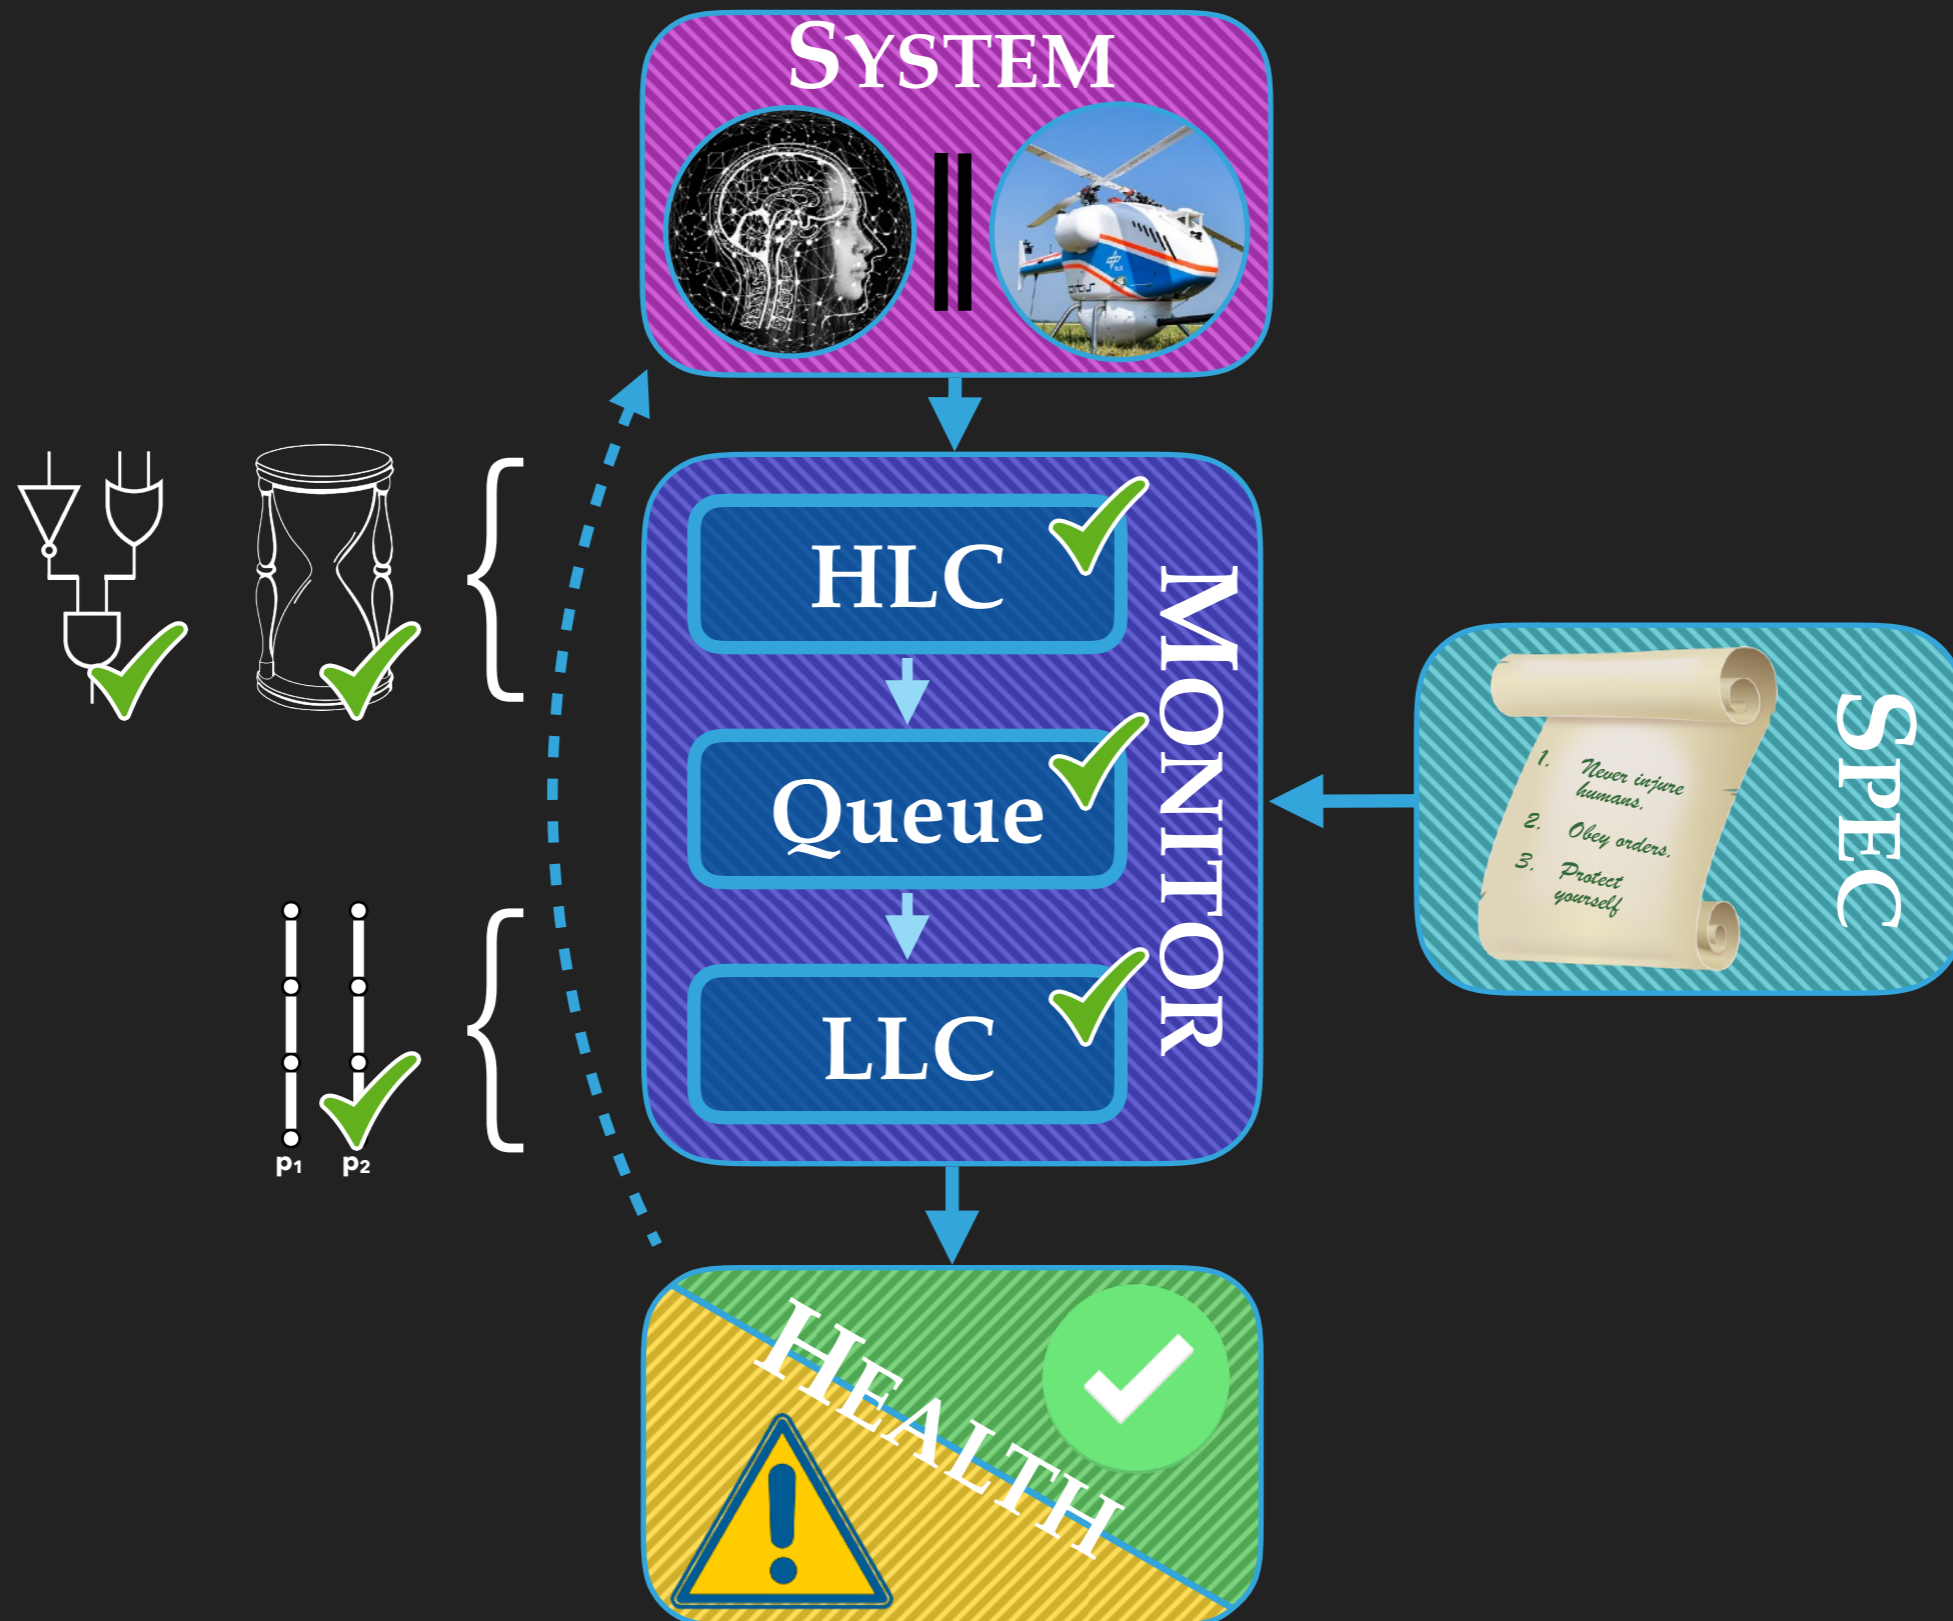 SYSTEM
HLC
Queue
LLC
MONITOR
p1 p2
SPEC
1. Never injure
humans.
2. Obey orders.
3. Protect
yourself
HEALTH